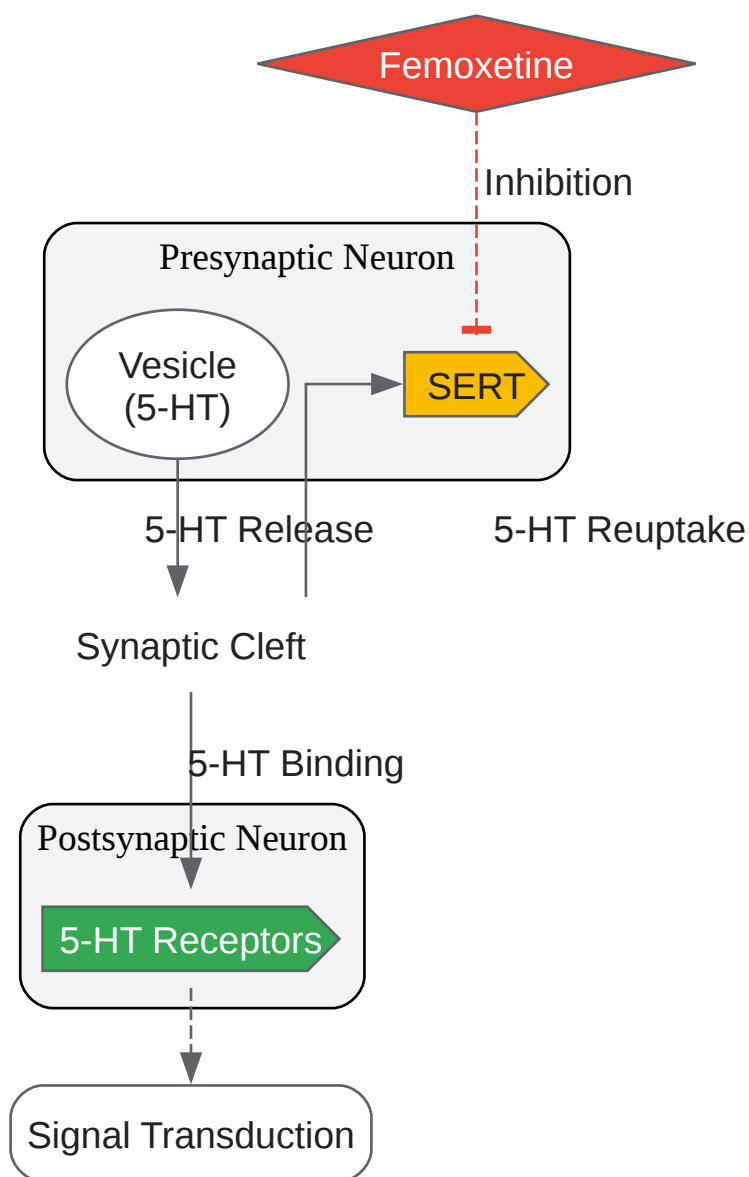 Femoxetine
Inhibition
Presynaptic Neuron
Vesicle
(5-HT)
SERT
5-HT Release
5-HT Reuptake
Synaptic Cleft
5-HT Binding
Postsynaptic Neuron
5-HT Receptors
Signal Transduction